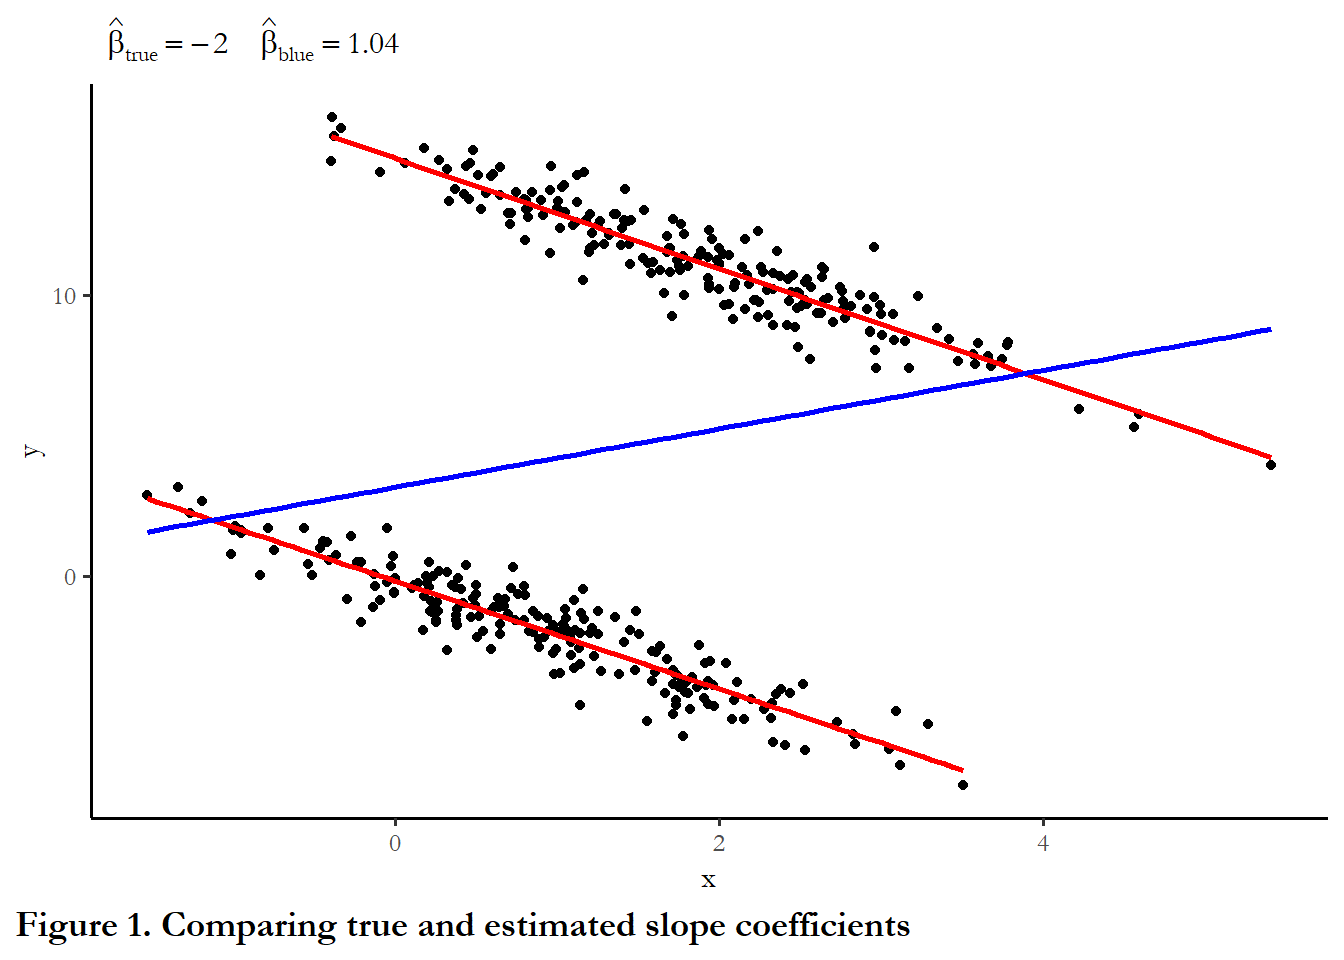 β̂true = −2 β̂blue = 1.04
10
y
0
0 2 4
x
Figure 1. Comparing true and estimated slope coefficients